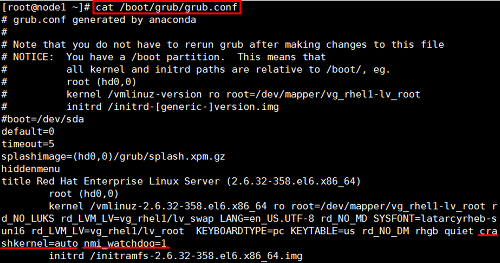 [root@node1 ~]# cat /boot/grub/grub.conf
# grub.conf generated by anaconda
#
# Note that you do not have to rerun grub after making changes to this file
# NOTICE:  You have a /boot partition.  This means that
#          all kernel and initrd paths are relative to /boot/, eg.
#          root (hd0,0)
#          kernel /vmlinuz-version ro root=/dev/mapper/vg_rhel1-lv_root
#          initrd /initrd-[generic-]version.img
#boot=/dev/sda
default=0
timeout=5
splashimage=(hd0,0)/grub/splash.xpm.gz
hiddenmenu
title Red Hat Enterprise Linux Server (2.6.32-358.el6.x86_64)
        root (hd0,0)
        kernel /vmlinuz-2.6.32-358.el6.x86_64 ro root=/dev/mapper/vg_rhel1-lv_root r
d_NO_LUKS rd_LVM_LV=vg_rhel1/lv_swap LANG=en_US.UTF-8 rd_NO_MD SYSFONT=latarcyrheb-s
un16 rd_LVM_LV=vg_rhel1/lv_root  KEYBOARDTYPE=pc KEYTABLE=us rd_NO_DM rhgb quiet cra
shkernel=auto nmi_watchdog=1
        initrd /initramfs-2.6.32-358.el6.x86_64.img